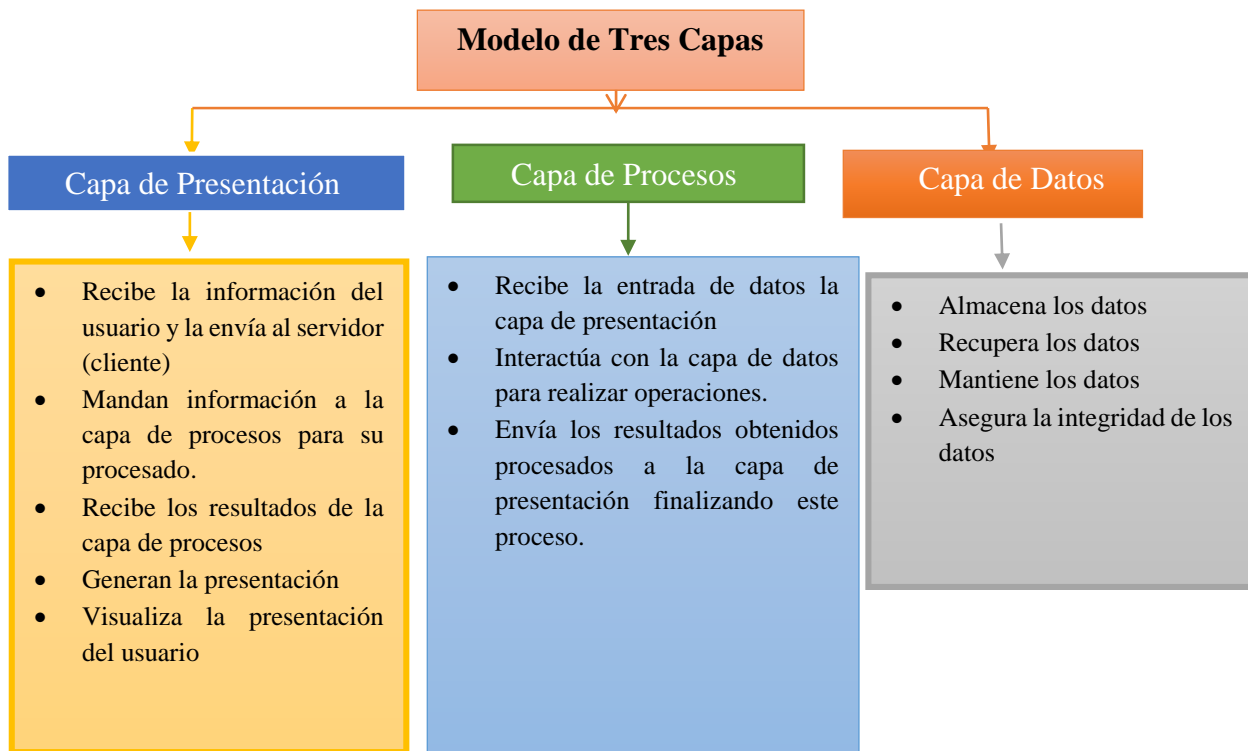 Modelo de Tres Capas
Capa de Presentación
Capa de Procesos
Capa de Datos
• Recibe la información del
usuario y la envía al servidor
(cliente)
• Mandan información a la
capa de procesos para su
procesado.
• Recibe los resultados de la
capa de procesos
• Generan la presentación
• Visualiza la presentación
del usuario
• Recibe la entrada de datos la
capa de presentación
• Interactúa con la capa de datos
para realizar operaciones.
• Envía los resultados obtenidos
procesados a la capa de
presentación finalizando este
proceso.
• Almacena los datos
• Recupera los datos
• Mantiene los datos
• Asegura la integridad de los
datos